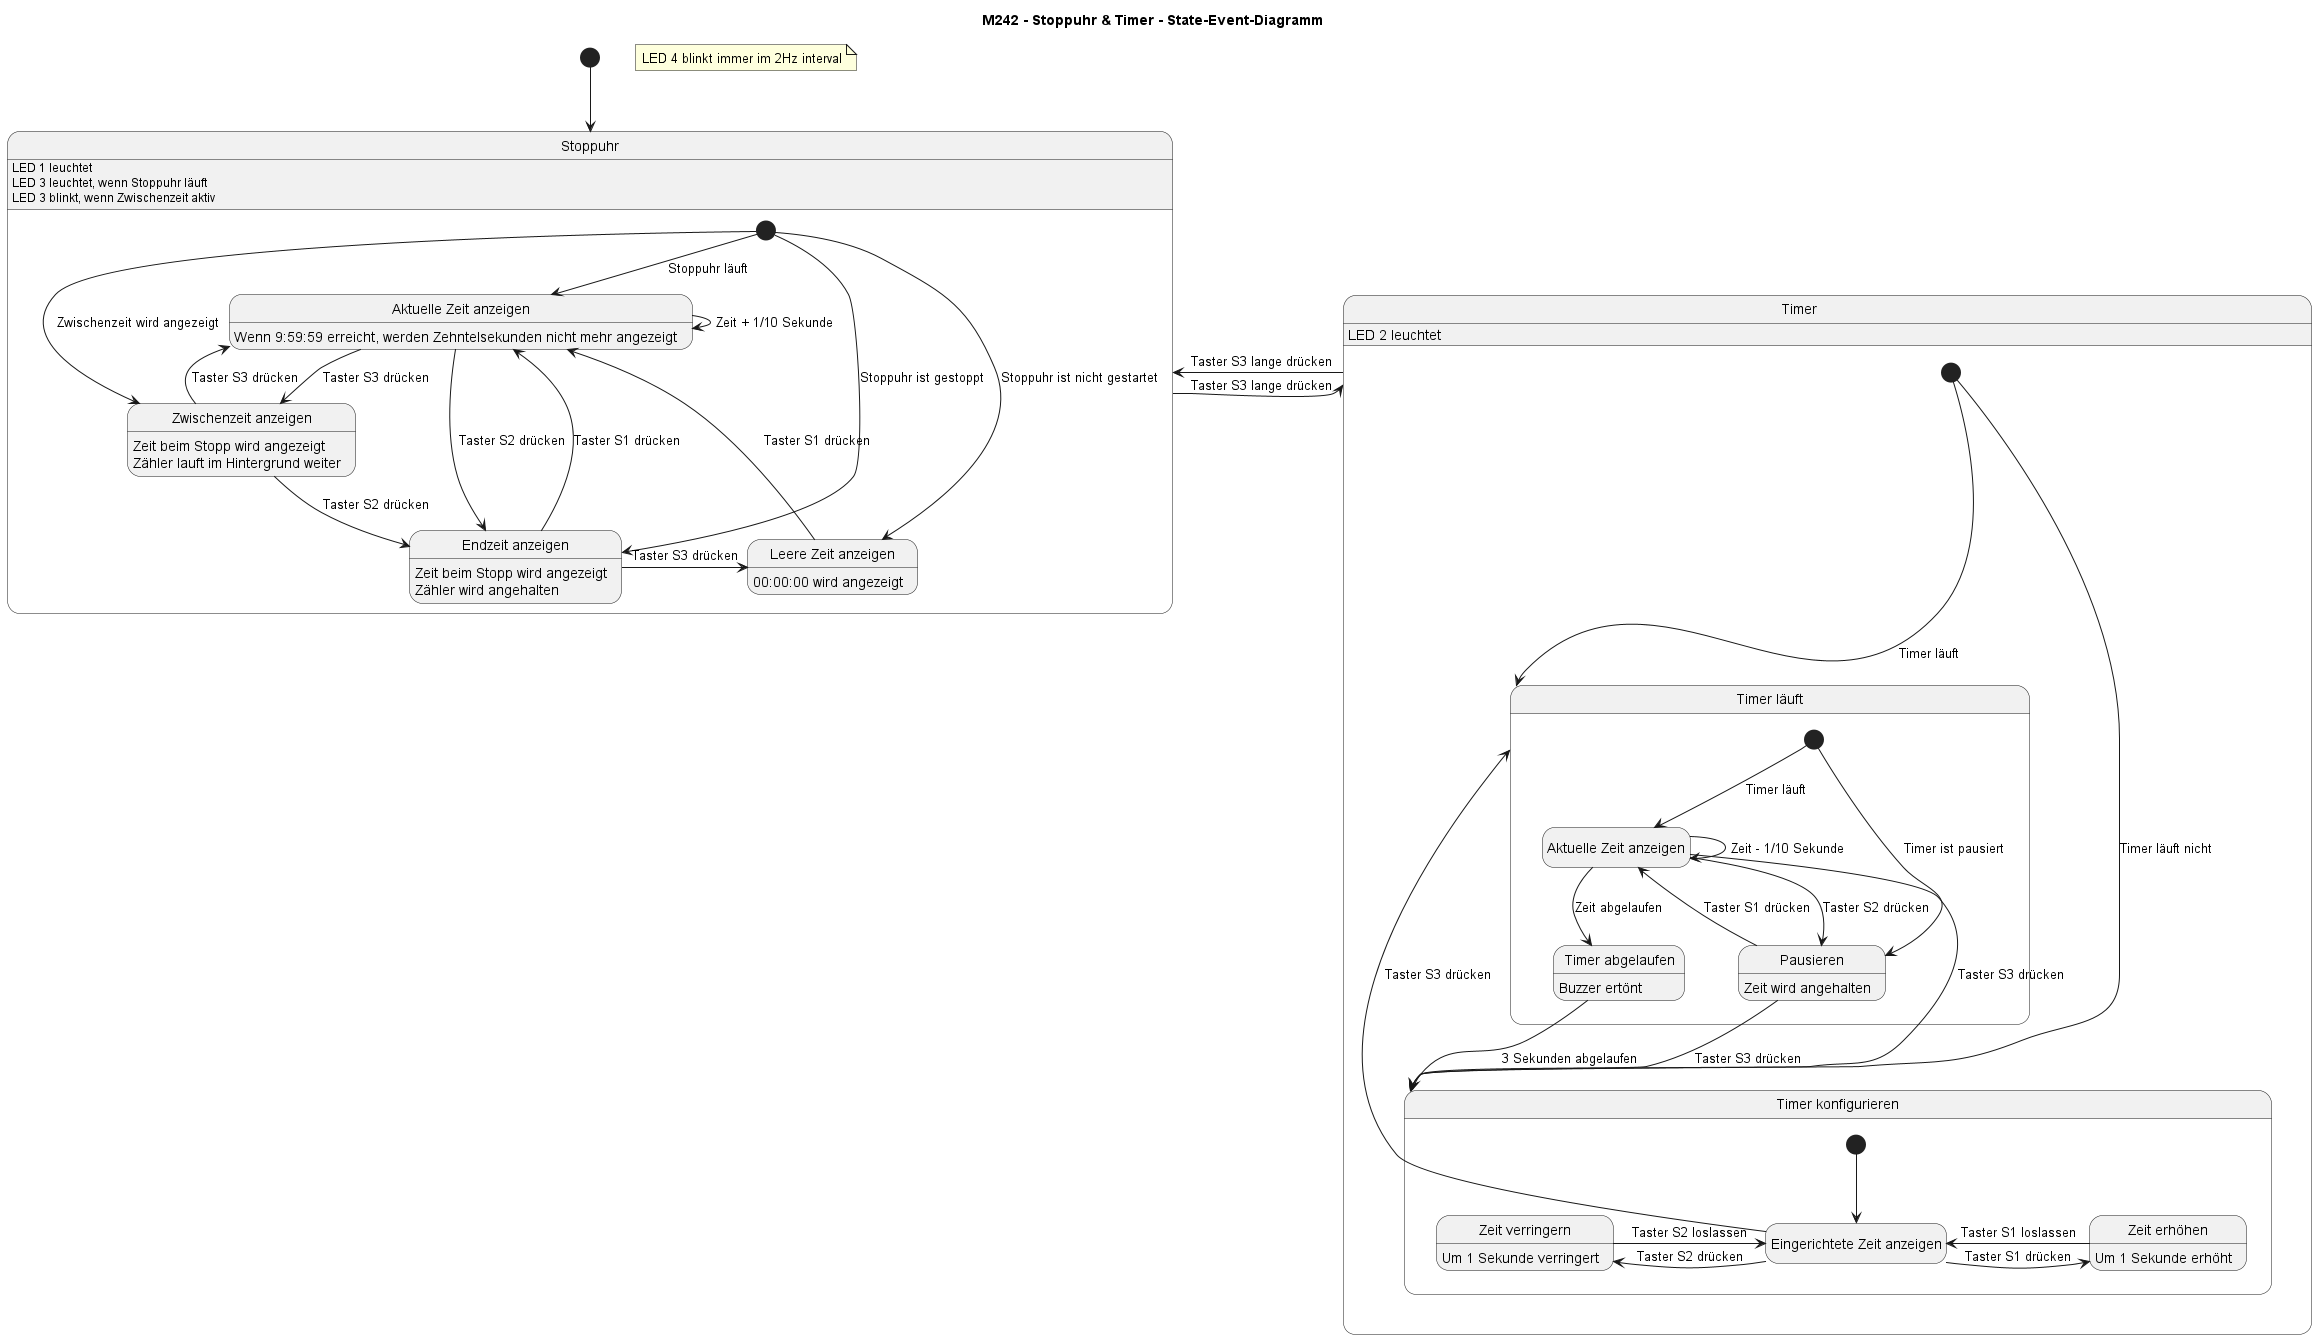 M242 - Stoppuhr & Timer - State-Event-Diagramm
LED 4 blinkt immer im 2Hz interval
Stoppuhr
LED 1 leuchtet
LED 3 leuchtet, wenn Stoppuhr läuft
LED 3 blinkt, wenn Zwischenzeit aktiv
Stoppuhr läuft
Aktuelle Zeit anzeigen
Wenn 9:59:59 erreicht, werden Zehntelsekunden nicht mehr angezeigt
Zeit + 1/10 Sekunde
Zwischenzeit wird angezeigt
Taster S3 drücken
Taster S3 drücken
Stoppuhr ist gestoppt
Stoppuhr ist nicht gestartet
Zwischenzeit anzeigen
Zeit beim Stopp wird angezeigt
Zähler lauft im Hintergrund weiter
Taster S2 drücken
Taster S1 drücken
Taster S1 drücken
Taster S2 drücken
Endzeit anzeigen
Zeit beim Stopp wird angezeigt
Zähler wird angehalten
Taster S3 drücken
Leere Zeit anzeigen
00:00:00 wird angezeigt
Taster S3 lange drücken
Taster S3 lange drücken
Timer
LED 2 leuchtet
Timer läuft
Timer läuft
Timer läuft
Aktuelle Zeit anzeigen
Zeit - 1/10 Sekunde
Timer ist pausiert
Timer läuft nicht
Zeit abgelaufen
Taster S1 drücken
Taster S2 drücken
Timer abgelaufen
Buzzer ertönt
Pausieren
Zeit wird angehalten
Taster S3 drücken
Taster S3 drücken
3 Sekunden abgelaufen
Taster S3 drücken
Timer konfigurieren
Zeit verringern
Um 1 Sekunde verringert
Taster S2 loslassen
Taster S2 drücken
Eingerichtete Zeit anzeigen
Taster S1 loslassen
Taster S1 drücken
Zeit erhöhen
Um 1 Sekunde erhöht